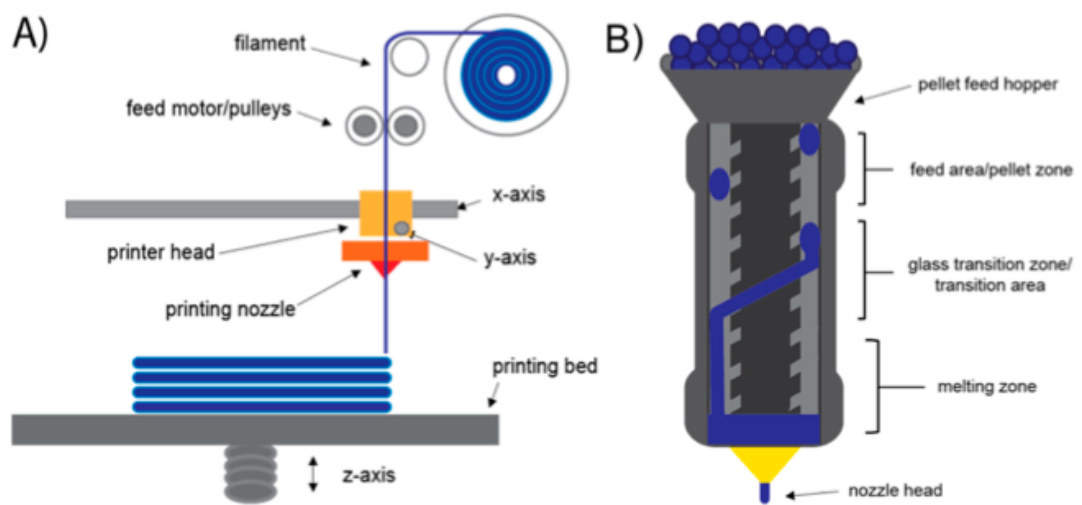 A)
filament
feed motor/pulleys
x-axis
printer head
y-axis
printing nozzle
printing bed
z-axis
B)
pellet feed hopper
feed area/pellet zone
glass transition zone/
transition area
melting zone
nozzle head